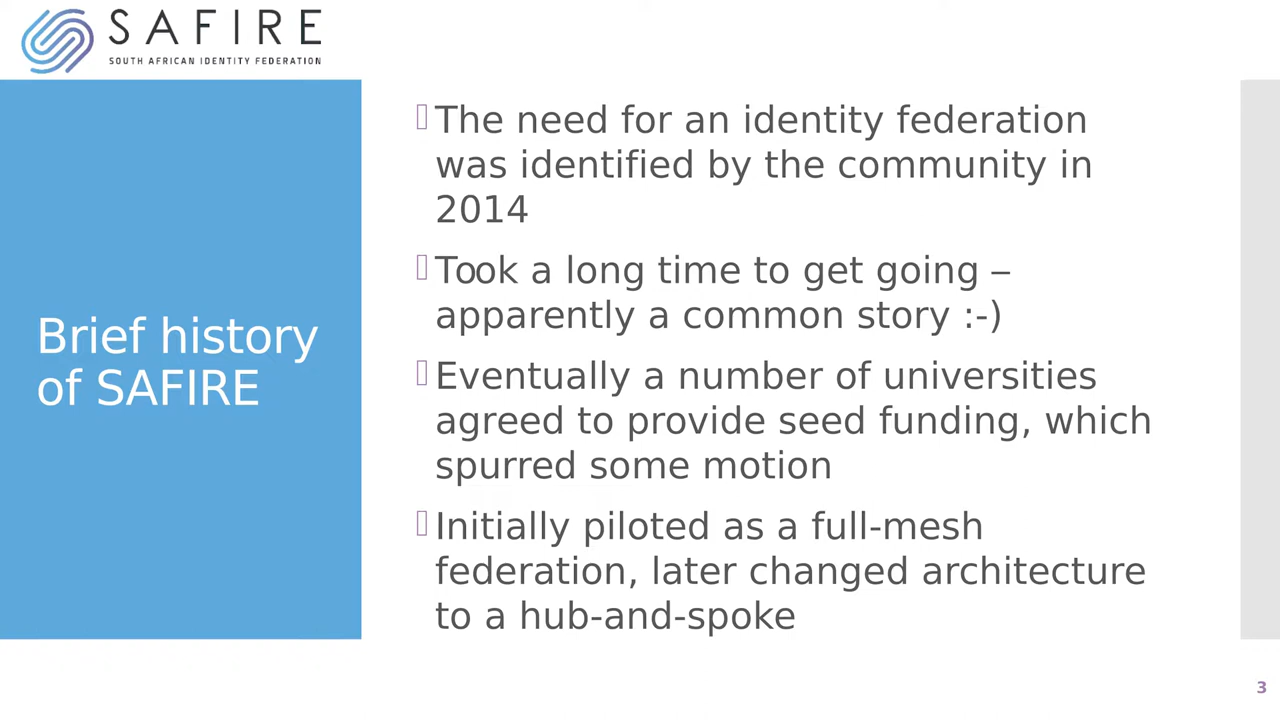 SAFIRE
SOUTH AFRICAN IDENTITY FEDERATION
Brief history
of SAFIRE
The need for an identity federation
was identified by the community in
2014
Took a long time to get going –
apparently a common story :-)
Eventually a number of universities
agreed to provide seed funding, which
spurred some motion
Initially piloted as a full-mesh
federation, later changed architecture
to a hub-and-spoke
3